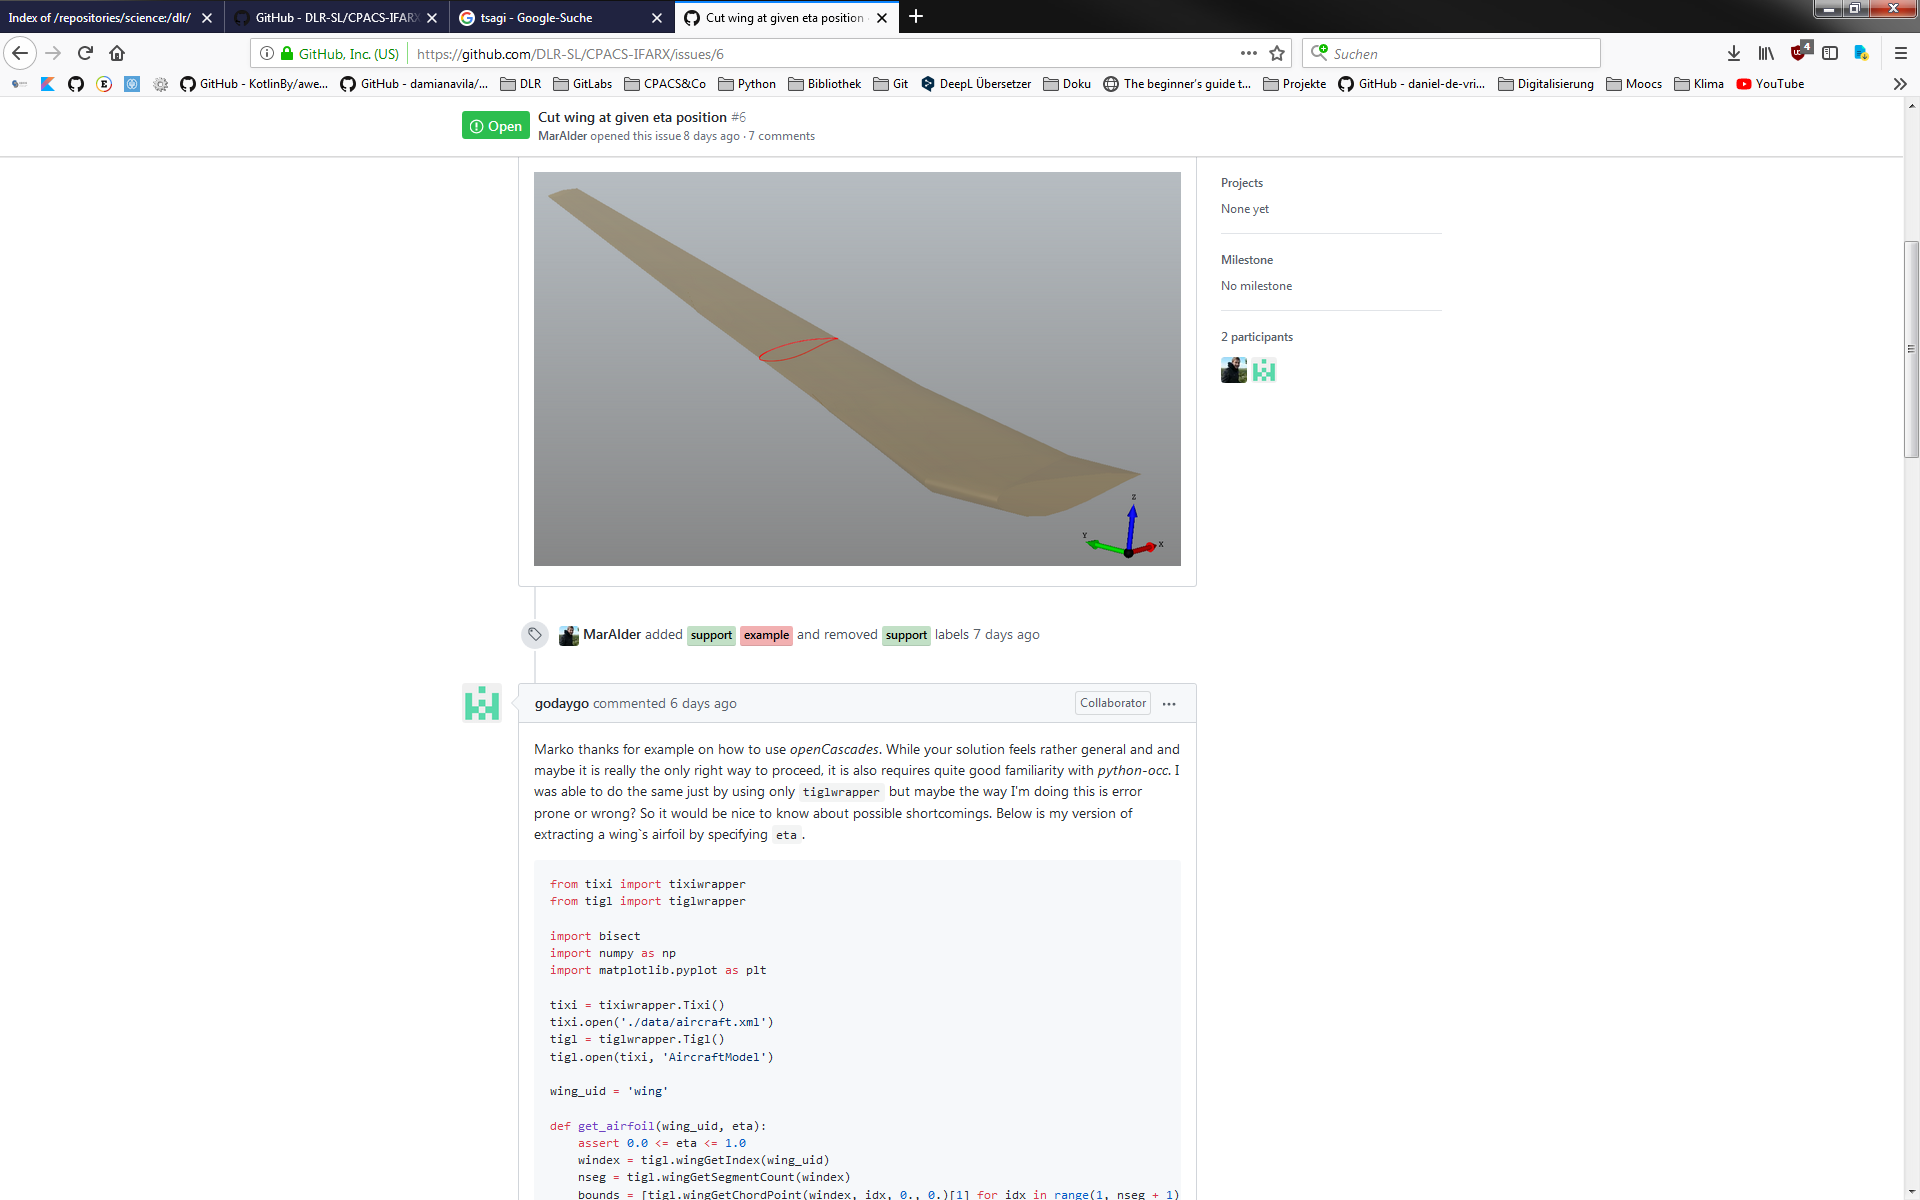 Index of /repositories/science:/dlr/
GitHub - DLR-SL/CPACS-IFARX
tsagi - Google-Suche
Cut wing at given eta position
GitHub, Inc. (US)
https://github.com/DLR-SL/CPACS-IFARX/issues/6
Suchen
4
GitHub - KotlinBy/awe...
GitHub - damianavila/...
DLR
GitLabs
CPACS&Co
Python
Bibliothek
Git
DeepL Übersetzer
Doku
The beginner's guide t...
Projekte
GitHub - daniel-de-vri...
Digitalisierung
Moocs
Klima
YouTube
Open
Cut wing at given eta position #6
MarAlder opened this issue 8 days ago · 7 comments
Projects
None yet
Milestone
No milestone
2 participants
Z
Y
X
MarAlder added support example and removed support labels 7 days ago
godaygo commented 6 days ago
Collaborator
Marko thanks for example on how to use openCascades. While your solution feels rather general and and
maybe it is really the only right way to proceed, it is also requires quite good familiarity with python-occ. I
was able to do the same just by using only tiglwrapper but maybe the way I'm doing this is error
prone or wrong? So it would be nice to know about possible shortcomings. Below is my version of
extracting a wing`s airfoil by specifying eta.
from tixi import tixiwrapper
from tigl import tiglwrapper
import bisect
import numpy as np
import matplotlib.pyplot as plt
tixi = tixiwrapper.Tixi()
tixi.open('./data/aircraft.xml')
tigl = tiglwrapper.Tigl()
tigl.open(tixi, 'AircraftModel')
wing_uid = 'wing'
def get_airfoil(wing_uid, eta):
    assert 0.0 <= eta <= 1.0
    windex = tigl.wingGetIndex(wing_uid)
    nseg = tigl.wingGetSegmentCount(windex)
    bounds = [tigl.wingGetChordPoint(windex, idx, 0., 0.)[1] for idx in range(1, nseg + 1)